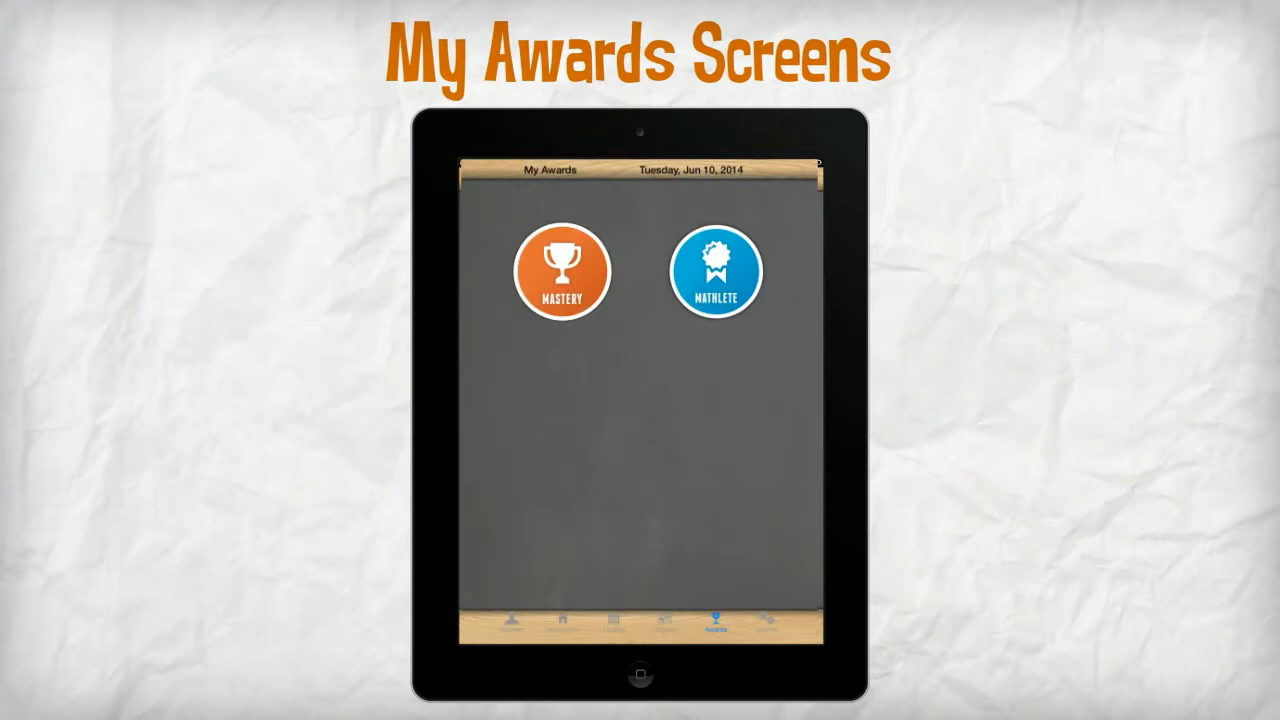 My Awards Screens
My Awards Tuesday, Jun 10, 2014
MASTERY MATHLETE
Awards